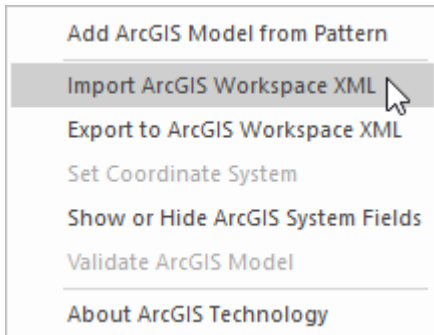 Add ArcGIS Model from Pattern
Import ArcGIS Workspace XML
Export to ArcGIS Workspace XML
Set Coordinate System
Show or Hide ArcGIS System Fields
Validate ArcGIS Model
About ArcGIS Technology